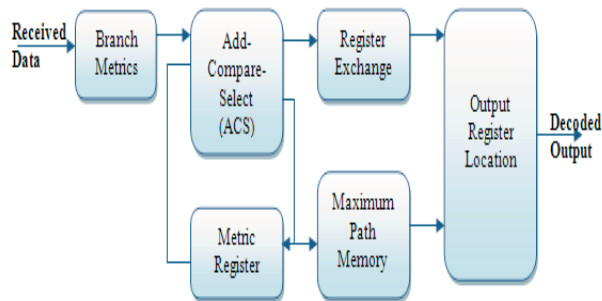 Received
Data
Branch
Metrics
Add-
Compare-
Select
(ACS)
Register
Exchange
Output
Register
Location
Decoded
Output
Metric
Register
Maximum
Path
Memory